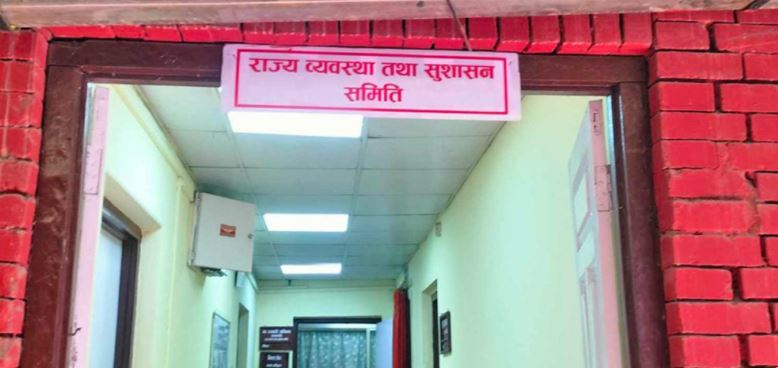 राज्य व्यवस्था तथा सुशासन
समिति